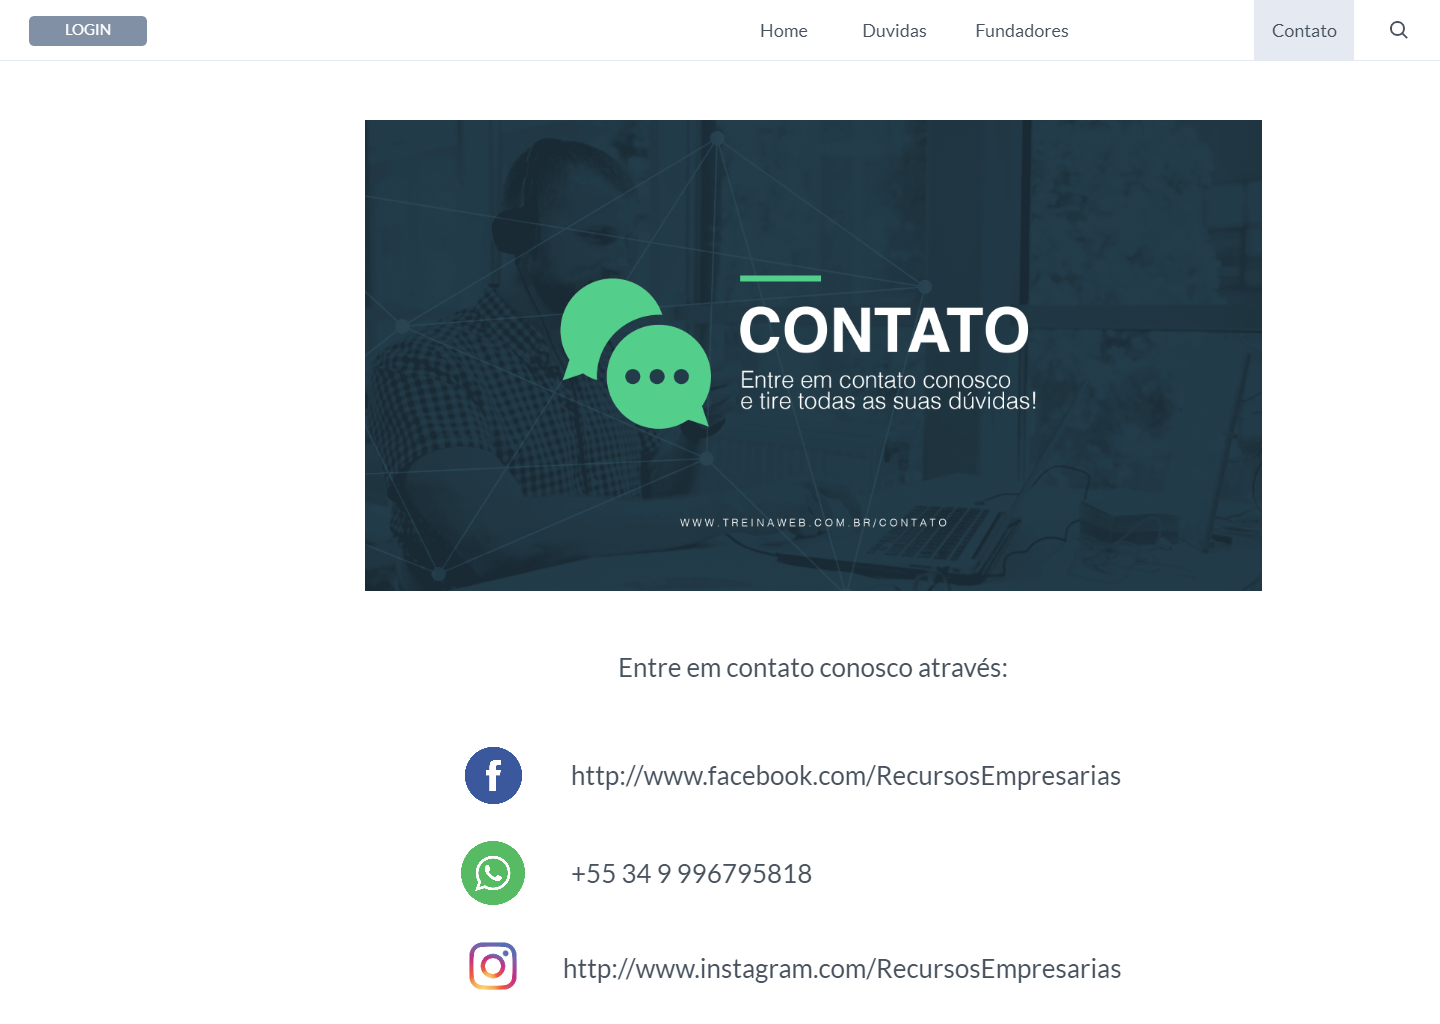 LOGIN
Home
Duvidas
Fundadores
Contato
CONTATO
Entre em contato conosco
e tire todas as suas dúvidas!
WWW.TREINAWEB.COM.BR/CONTATO
Entre em contato conosco através:
http://www.facebook.com/RecursosEmpresarias
+55 34 9 996795818
http://www.instagram.com/RecursosEmpresarias